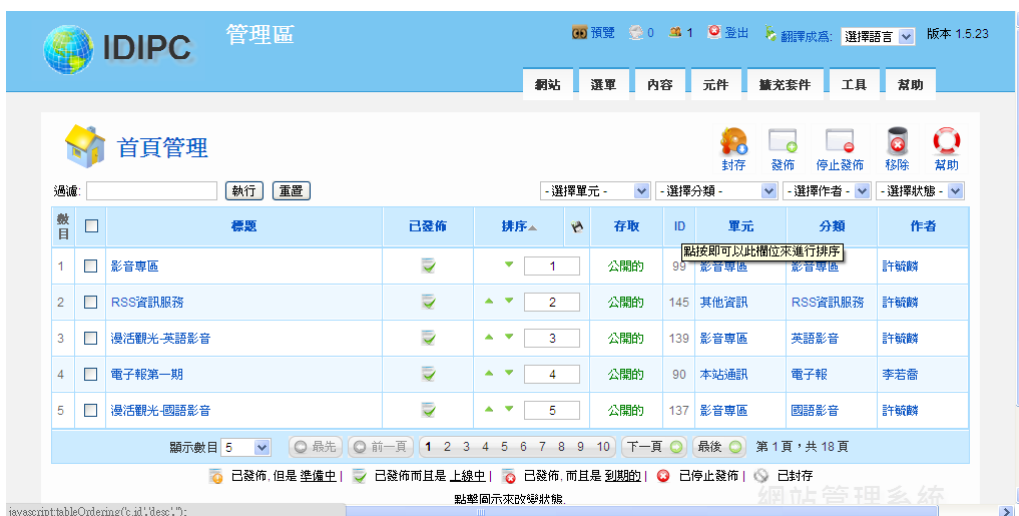 IDIPC 管理區 預覽 0 1 登出 翻譯成為: 選擇語言 版本 1.5.23
網站 選單 內容 元件 擴充套件 工具 幫助
首頁管理 封存 發佈 停止發佈 移除 幫助
過濾: 執行 重置 - 選擇單元 - - 選擇分類 - - 選擇作者 - - 選擇狀態 -
數目 標題 已發佈 排序 存取 ID 單元 分類 作者
點按即可以此欄位來進行排序
1 影音專區 1 公開的 99 影音專區 影音專區 許毓麟
2 RSS資訊服務 2 公開的 145 其他資訊 RSS資訊服務 許毓麟
3 漫活觀光-英語影音 3 公開的 139 影音專區 英語影音 許毓麟
4 電子報第一期 4 公開的 90 本站通訊 電子報 李若喬
5 漫活觀光-國語影音 5 公開的 137 影音專區 國語影音 許毓麟
顯示數目 5 最先 前一頁 1 2 3 4 5 6 7 8 9 10 下一頁 最後 第 1 頁，共 18 頁
已發佈, 但是 準備中 | 已發佈而且是 上線中 | 已發佈, 而且是 到期的 | 已停止發佈 | 已封存
點擊圖示來改變狀態.
網站管理系統
javascript:tableOrdering('c.id','desc','');